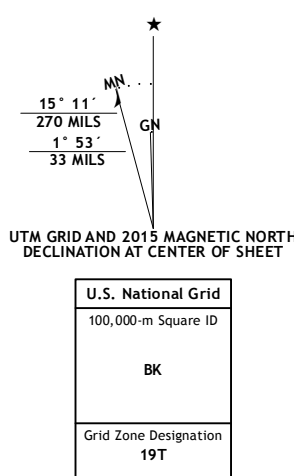 ★
MN
GN
15° 11´
270 MILS
1° 53´
33 MILS
UTM GRID AND 2015 MAGNETIC NORTH
DECLINATION AT CENTER OF SHEET
U.S. National Grid
100,000-m Square ID
BK
Grid Zone Designation
19T